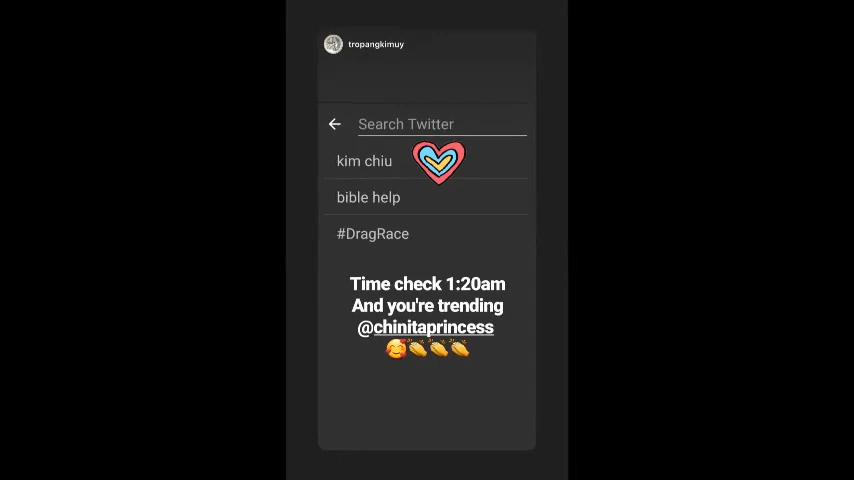 tropangkimuy
Search Twitter
kim chiu
bible help
#DragRace
Time check 1:20am
And you're trending
@chinitaprincess